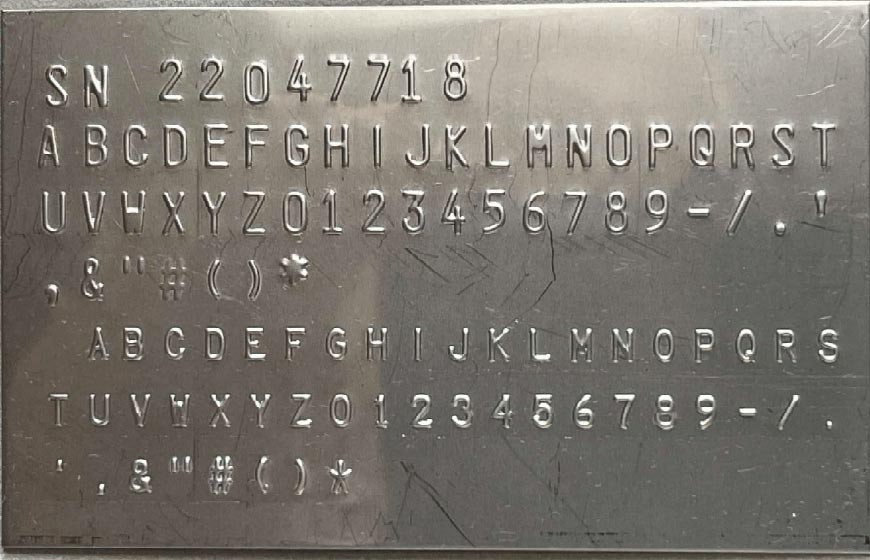 SN 22047718
ABCDEFGHIJKLMNOPQRST
UVWXYZ0123456789-/.'
,&"#()*
ABCDEFGHIJKLMNOPQRS
TUVWXYZ0123456789-/.
',&"#()*